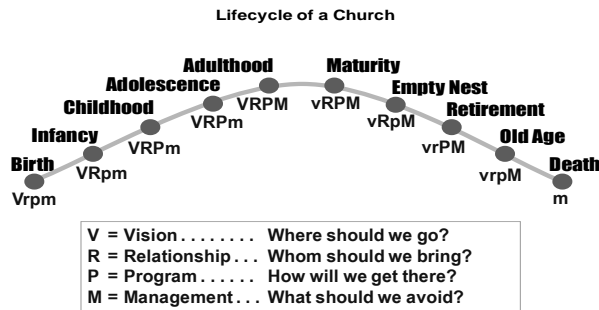 Lifecycle of a Church
Adulthood
Maturity
Adolescence
VRPM
vRPM
Empty Nest
Childhood
VRPm
vRpM
Retirement
Infancy
VRPm
vrPM
Old Age
Birth
VRpm
vrpM
Death
Vrpm
m
V = Vision . . . . . . . . Where should we go?
R = Relationship . . . Whom should we bring?
P = Program . . . . . . How will we get there?
M = Management . . . What should we avoid?